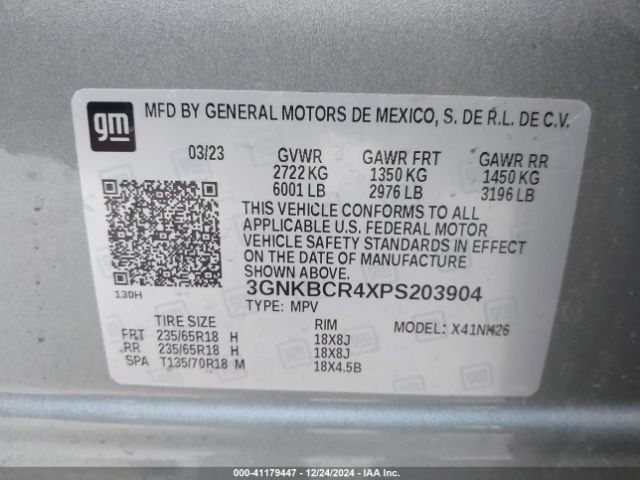 gm
MFD BY GENERAL MOTORS DE MEXICO, S. DE R.L. DE C.V.
03/23 GVWR GAWR FRT GAWR RR
2722 KG 1350 KG 1450 KG
6001 LB 2976 LB 3196 LB
THIS VEHICLE CONFORMS TO ALL
APPLICABLE U.S. FEDERAL MOTOR
VEHICLE SAFETY STANDARDS IN EFFECT
ON THE DATE OF MANUFACTURE
SHOWN ABOVE.
130H
3GNKBCR4XPS203904
TYPE: MPV
TIRE SIZE RIM MODEL: X41NK26
FRT 235/65R18 H 18X8J
RR 235/65R18 H 18X8J
SPA T135/70R18 M 18X4.5B
000-41179447 - 12/24/2024 - IAA Inc.